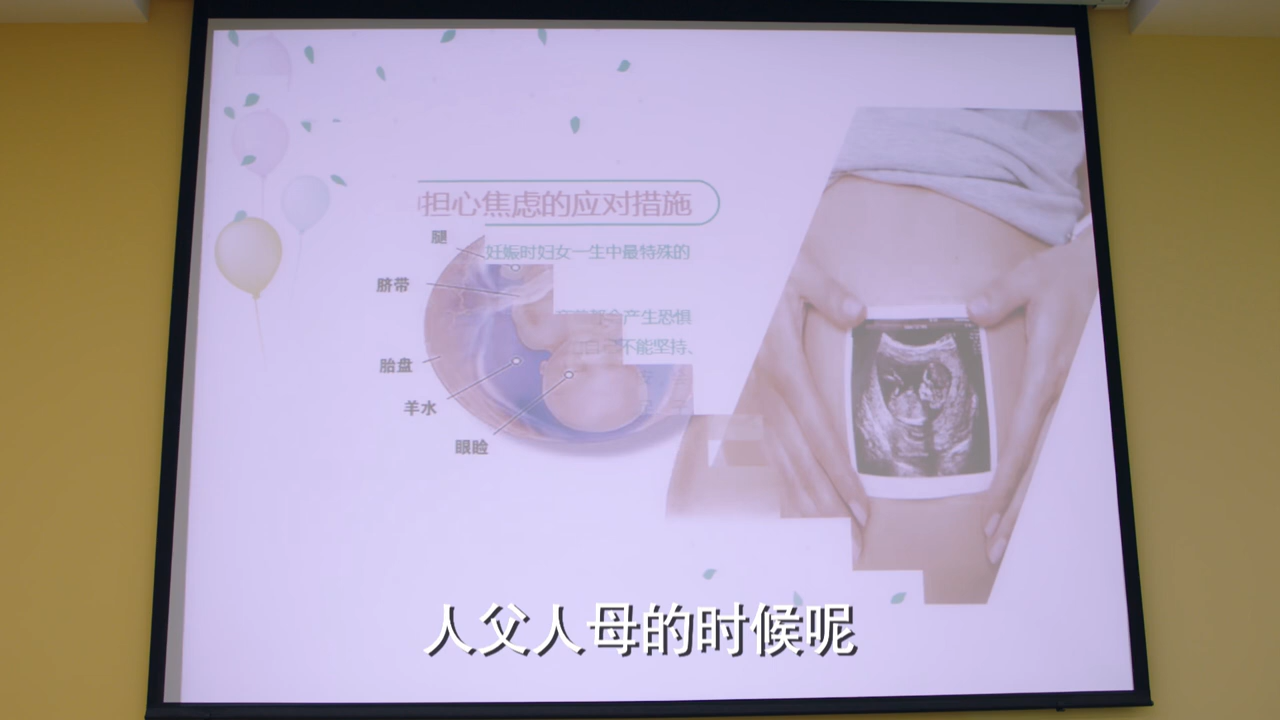 担心焦虑的应对措施
腿
妊娠时妇女一生中最特殊的
脐带
产生恐惧
不能坚持、
胎盘
羊水
眼睑
人父人母的时候呢